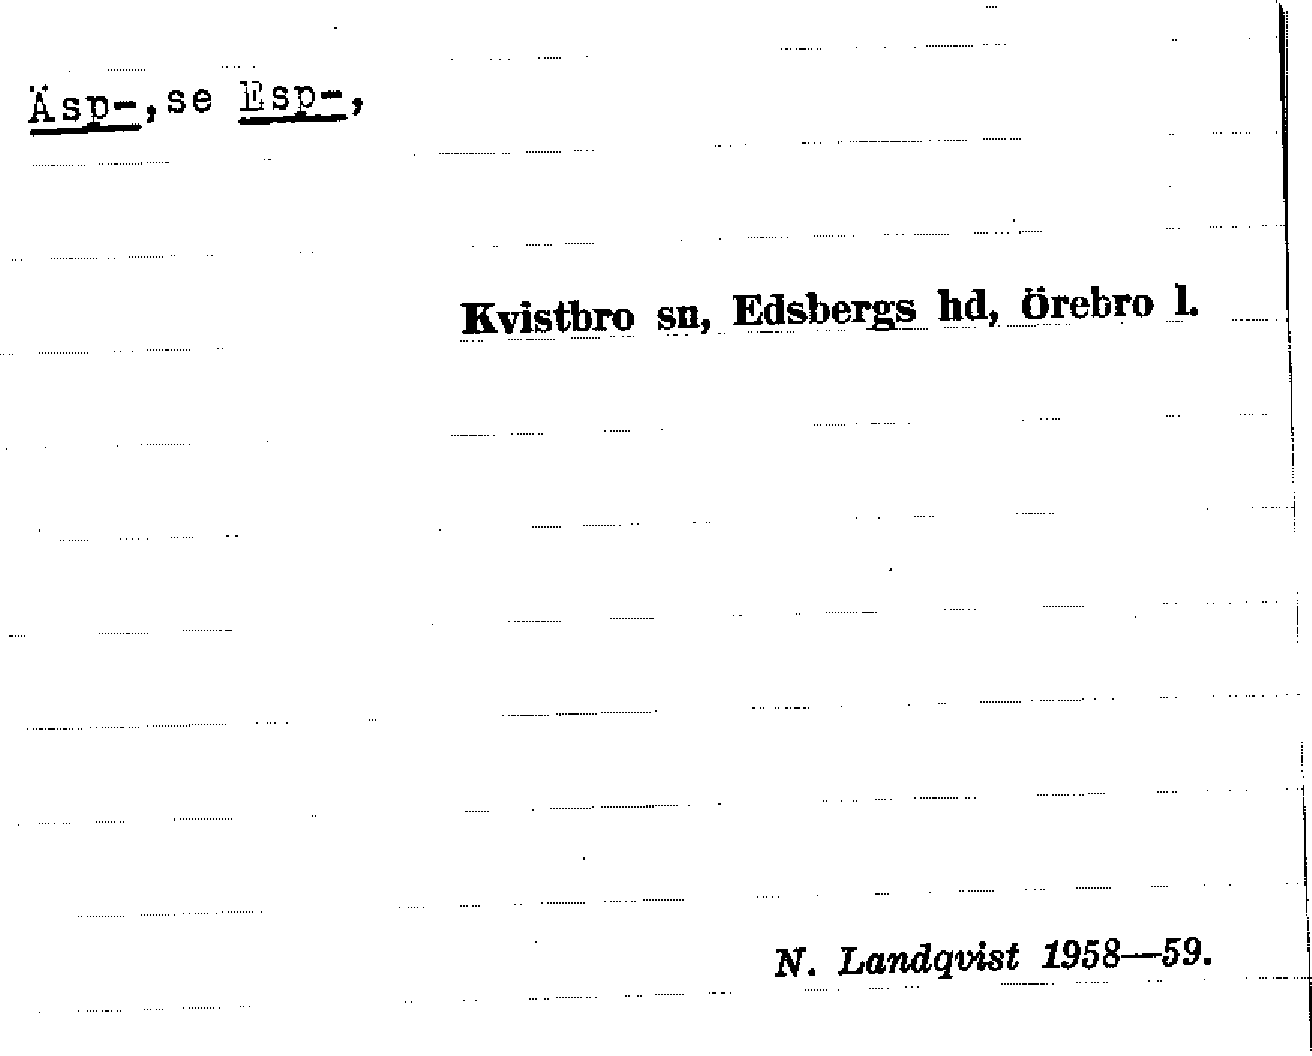 Äsp-, se Esp-,
Kvistbro sn, Edsbergs hd, Örebro l.
N. Landqvist 1958—59.